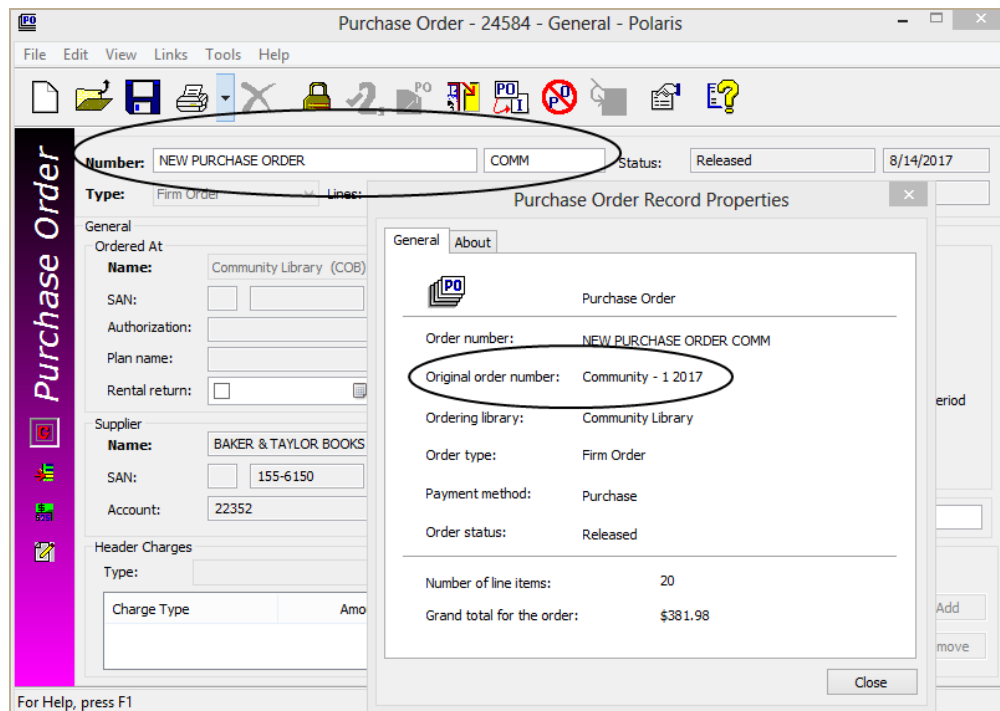 Purchase Order - 24584 - General - Polaris
File Edit View Links Tools Help
PO PO I PO
Purchase Order
Number: NEW PURCHASE ORDER COMM Status: Released 8/14/2017
Type: Firm Order Lines:
General
Ordered At
Name: Community Library (COB)
SAN:
Authorization:
Plan name:
Rental return:
eriod
Supplier
Name: BAKER & TAYLOR BOOKS
SAN: 155-6150
Account: 22352
Header Charges
Type:
Charge Type Amo
Add
move
For Help, press F1
Purchase Order Record Properties
General About
PO
Purchase Order
Order number: NEW PURCHASE ORDER COMM
Original order number: Community - 1 2017
Ordering library: Community Library
Order type: Firm Order
Payment method: Purchase
Order status: Released
Number of line items: 20
Grand total for the order: $381.98
Close